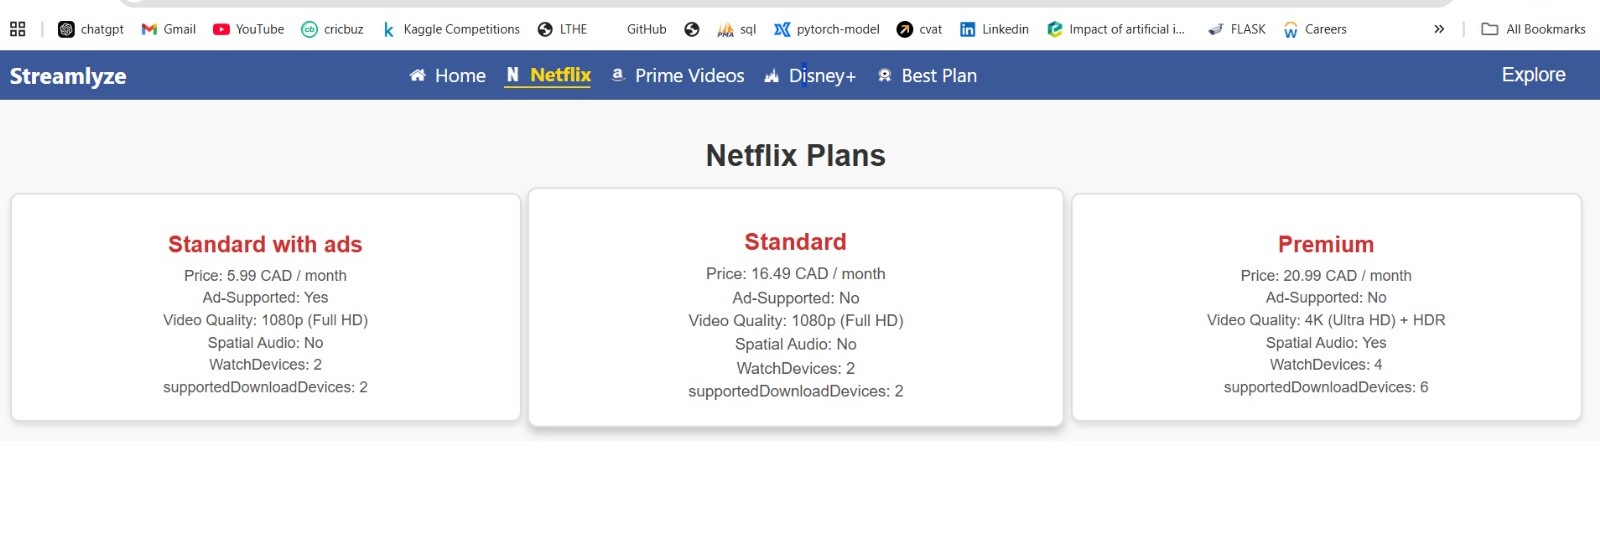 chatgpt Gmail YouTube cricbuz Kaggle Competitions LTHE GitHub sql pytorch-model cvat Linkedin Impact of artificial i... FLASK Careers » All Bookmarks
Streamlyze Home Netflix Prime Videos Disney+ Best Plan Explore
Netflix Plans
Standard with ads
Price: 5.99 CAD / month
Ad-Supported: Yes
Video Quality: 1080p (Full HD)
Spatial Audio: No
WatchDevices: 2
supportedDownloadDevices: 2
Standard
Price: 16.49 CAD / month
Ad-Supported: No
Video Quality: 1080p (Full HD)
Spatial Audio: No
WatchDevices: 2
supportedDownloadDevices: 2
Premium
Price: 20.99 CAD / month
Ad-Supported: No
Video Quality: 4K (Ultra HD) + HDR
Spatial Audio: Yes
WatchDevices: 4
supportedDownloadDevices: 6